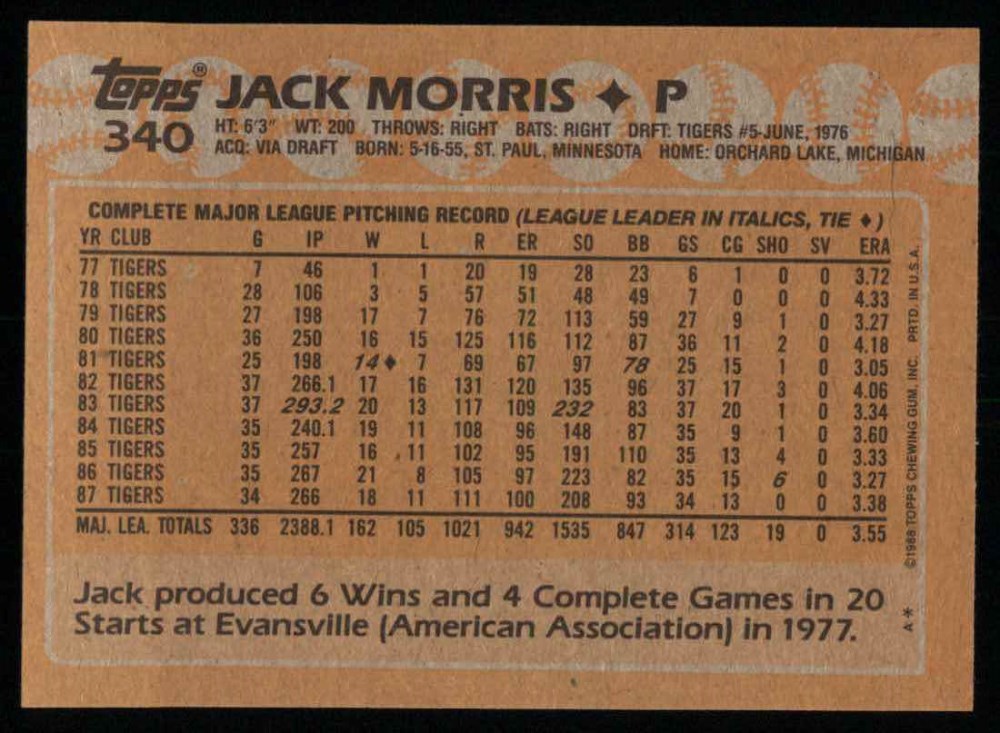 topps® JACK MORRIS ✦ P
340
HT: 6'3" WT: 200 THROWS: RIGHT BATS: RIGHT DRFT: TIGERS #5-JUNE, 1976
ACQ: VIA DRAFT BORN: 5-16-55, ST. PAUL, MINNESOTA HOME: ORCHARD LAKE, MICHIGAN
COMPLETE MAJOR LEAGUE PITCHING RECORD (LEAGUE LEADER IN ITALICS, TIE ♦)
YR CLUB G IP W L R ER SO BB GS CG SHO SV ERA
77 TIGERS 7 46 1 1 20 19 28 23 6 1 0 0 3.72
78 TIGERS 28 106 3 5 57 51 48 49 7 0 0 0 4.33
79 TIGERS 27 198 17 7 76 72 113 59 27 9 1 0 3.27
80 TIGERS 36 250 16 15 125 116 112 87 36 11 2 0 4.18
81 TIGERS 25 198 14♦ 7 69 67 97 78 25 15 1 0 3.05
82 TIGERS 37 266.1 17 16 131 120 135 96 37 17 3 0 4.06
83 TIGERS 37 293.2 20 13 117 109 232 83 37 20 1 0 3.34
84 TIGERS 35 240.1 19 11 108 96 148 87 35 9 1 0 3.60
85 TIGERS 35 257 16 11 102 95 191 110 35 13 4 0 3.33
86 TIGERS 35 267 21 8 105 97 223 82 35 15 6 0 3.27
87 TIGERS 34 266 18 11 111 100 208 93 34 13 0 0 3.38
MAJ. LEA. TOTALS 336 2388.1 162 105 1021 942 1535 847 314 123 19 0 3.55
Jack produced 6 Wins and 4 Complete Games in 20
Starts at Evansville (American Association) in 1977.
©1988 TOPPS CHEWING GUM, INC. PRTD. IN U.S.A.
A*